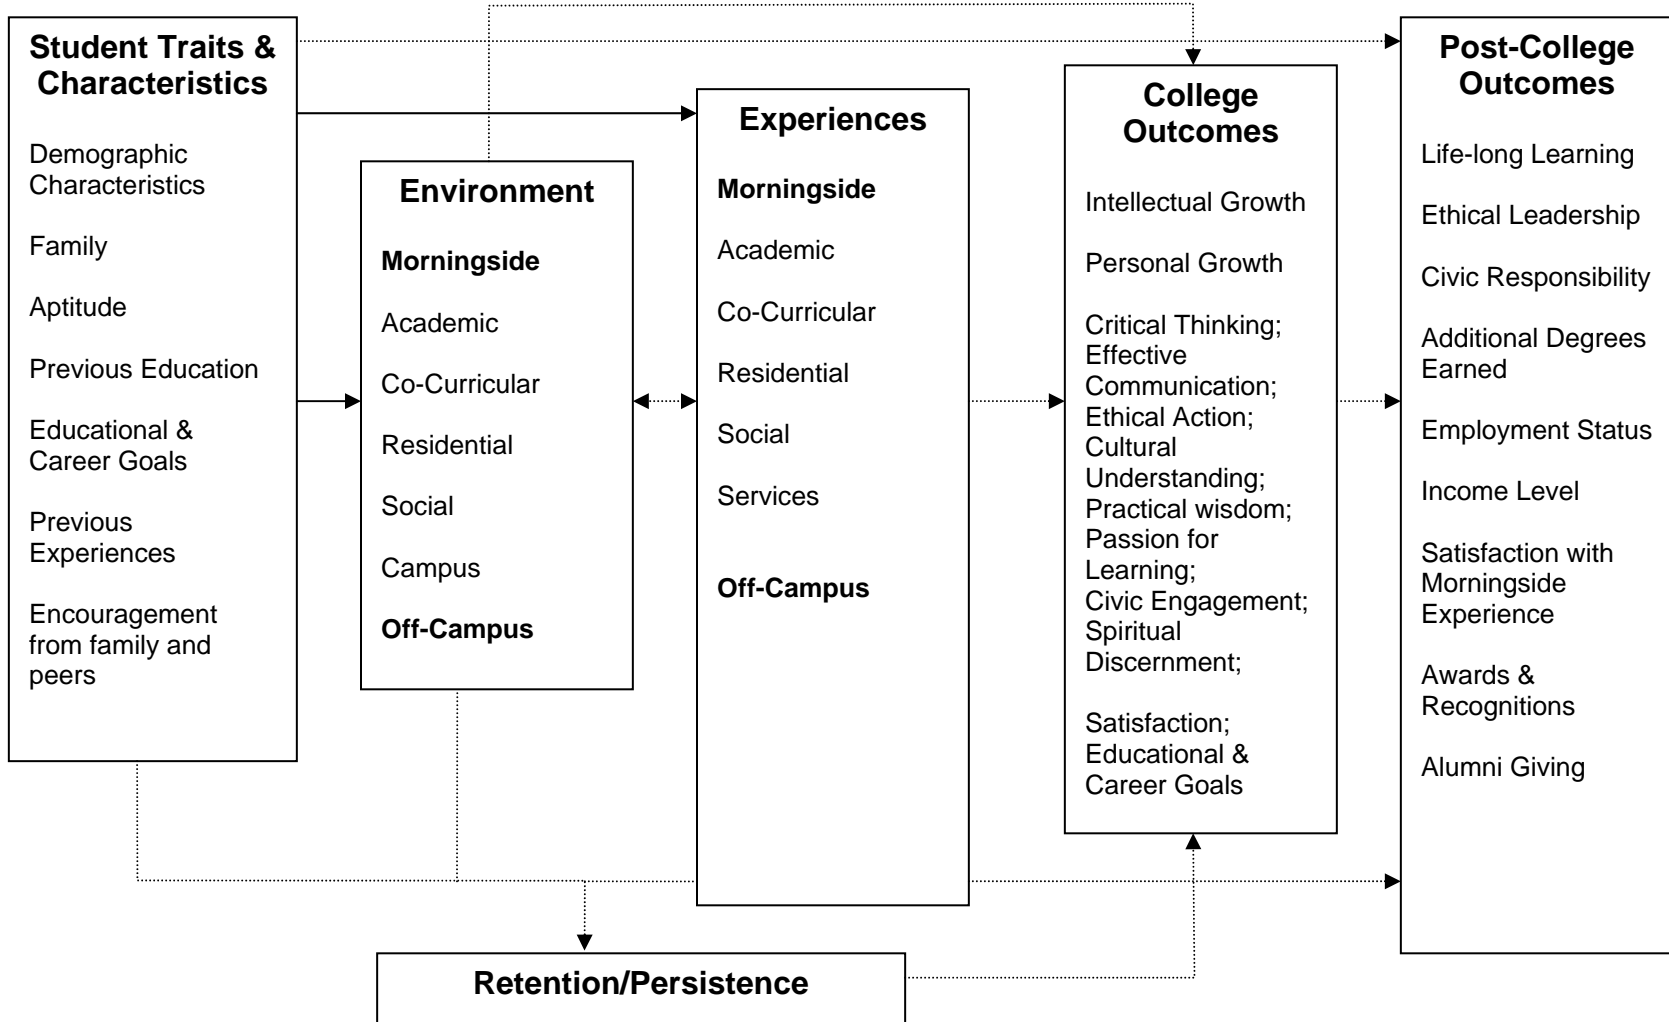 Student Traits &
Characteristics
Demographic
Characteristics
Family
Aptitude
Previous Education
Educational &
Career Goals
Previous
Experiences
Encouragement
from family and
peers
Environment
Morningside
Academic
Co-Curricular
Residential
Social
Campus
Off-Campus
Experiences
Morningside
Academic
Co-Curricular
Residential
Social
Services
Off-Campus
College
Outcomes
Intellectual Growth
Personal Growth
Critical Thinking;
Effective
Communication;
Ethical Action;
Cultural
Understanding;
Practical wisdom;
Passion for
Learning;
Civic Engagement;
Spiritual
Discernment;
Satisfaction;
Educational &
Career Goals
Post-College
Outcomes
Life-long Learning
Ethical Leadership
Civic Responsibility
Additional Degrees
Earned
Employment Status
Income Level
Satisfaction with
Morningside
Experience
Awards &
Recognitions
Alumni Giving
Retention/Persistence